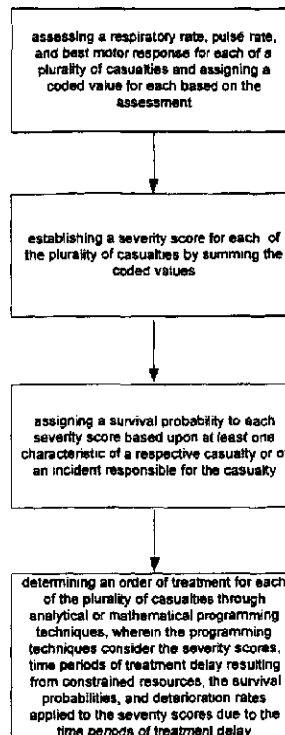 assessing a respiratory rate, pulse rate,
and best motor response for each of a
plurality of casualties and assigning a
coded value for each based on the
assessment
establishing a severity score for each of
the plurality of casualties by summing the
coded values
assigning a survival probability to each
severity score based upon at least one
characteristic of a respective casualty or of
an incident responsible for the casualty
determining an order of treatment for each
of the plurality of casualties through
analytical or mathematical programming
techniques, wherein the programming
techniques consider the severity scores,
time periods of treatment delay resulting
from constrained resources, the survival
probabilities, and deterioration rates
applied to the severity scores due to the
time periods of treatment delay